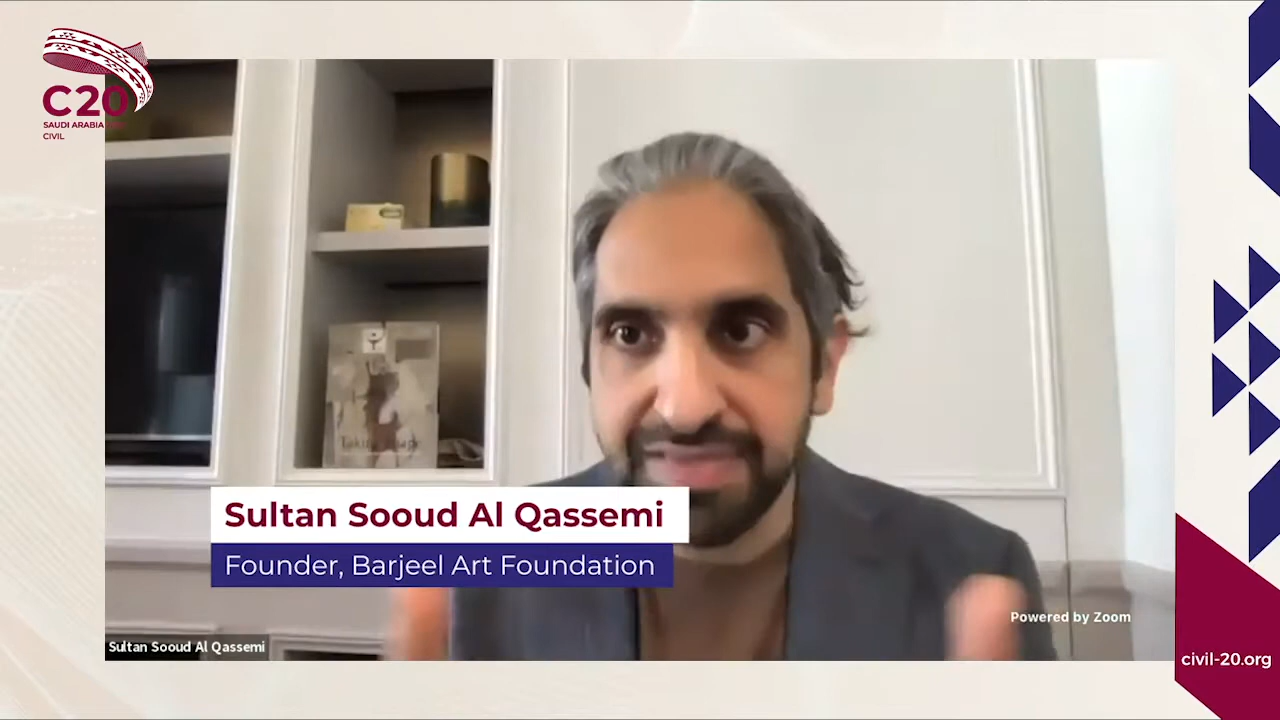 C20
SAUDI ARABIA
CIVIL
Sultan Sooud Al Qassemi
Founder, Barjeel Art Foundation
Sultan Sooud Al Qassemi
Powered by Zoom
civil-20.org